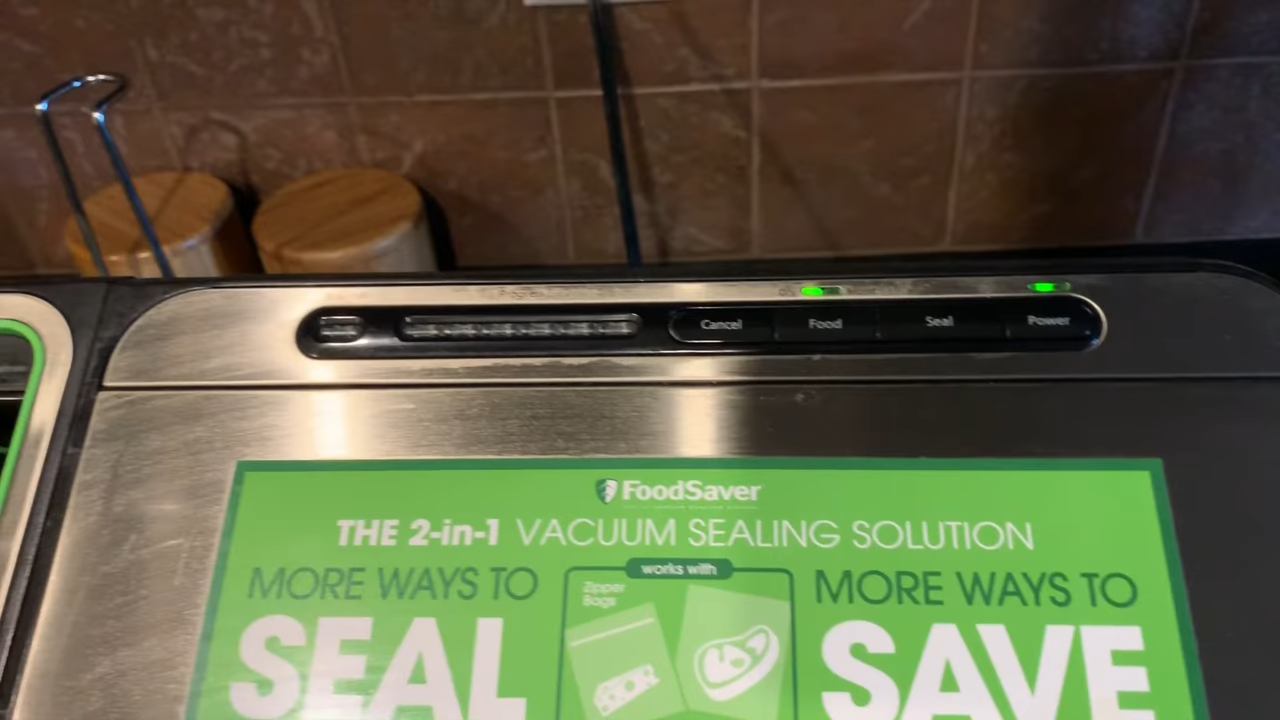 Cancel Food Seal Power
FoodSaver
THE 2-in-1 VACUUM SEALING SOLUTION
MORE WAYS TO
SEAL
works with
Zipper
Bags
MORE WAYS TO
SAVE